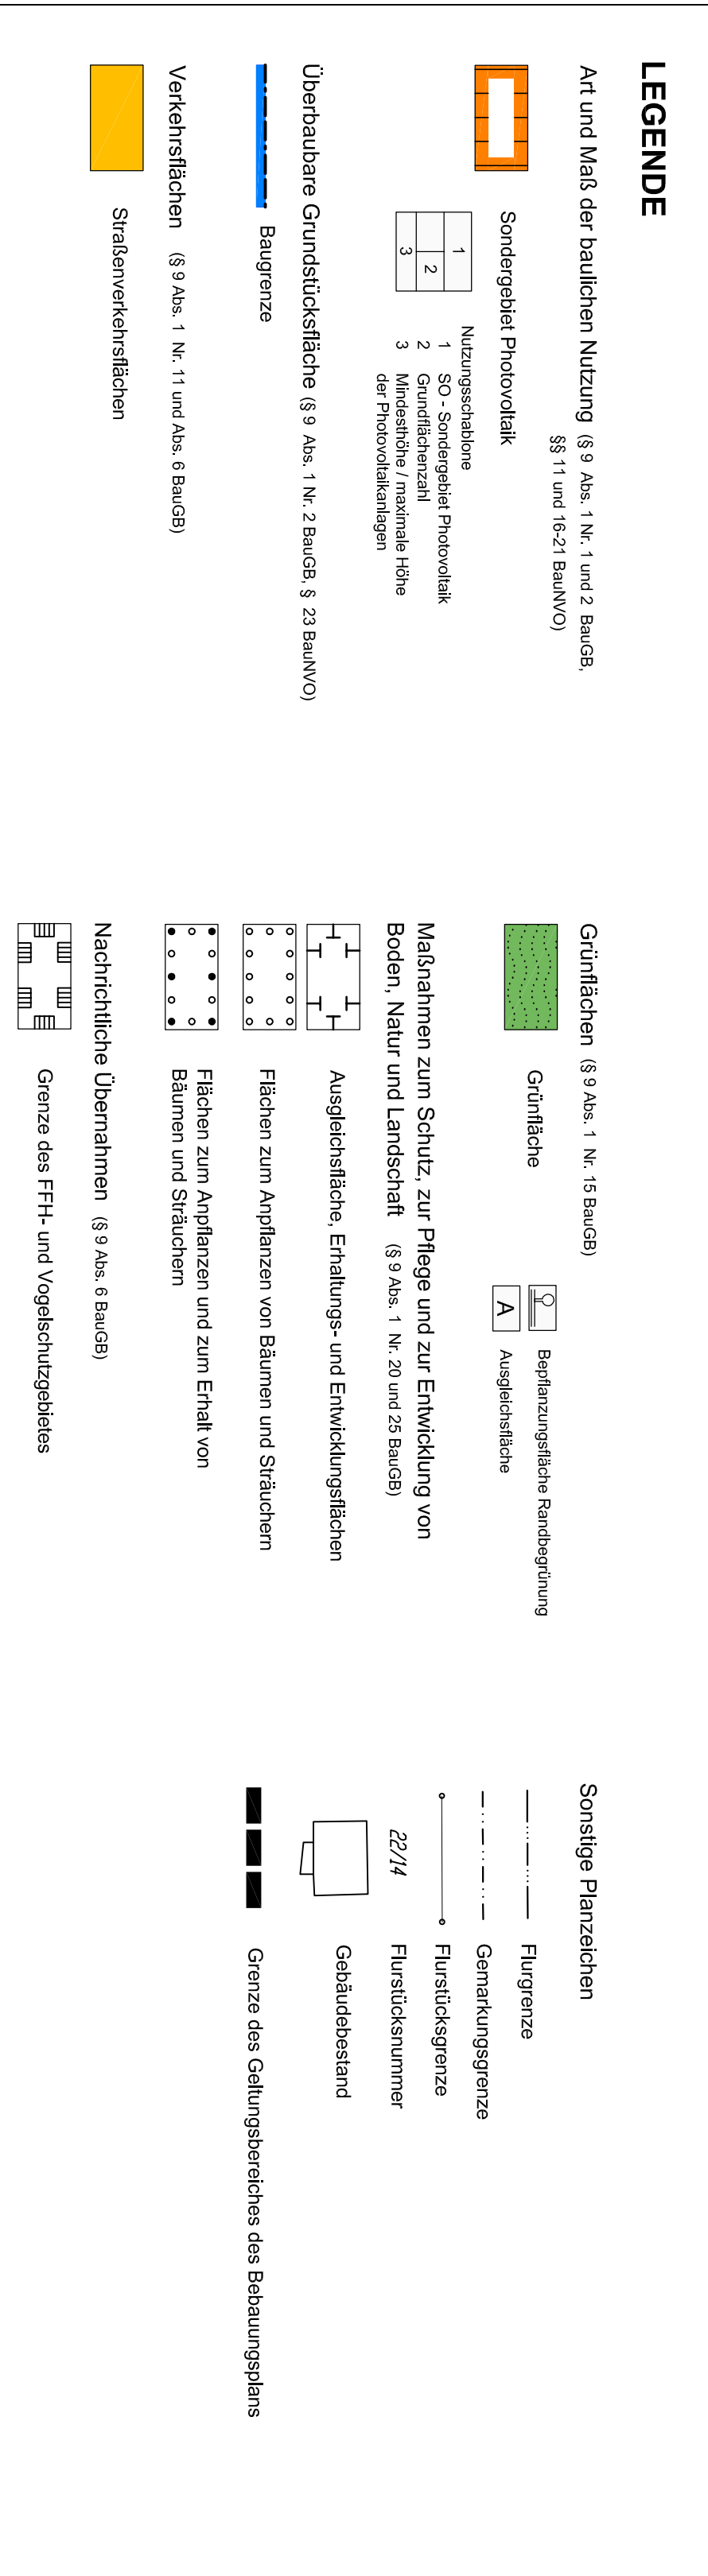 LEGENDE
Art und Maß der baulichen Nutzung (§ 9 Abs. 1 Nr. 1 und 2 BauGB,
§§ 11 und 16-21 BauNVO)
Sondergebiet Photovoltaik
1
2
3
Nutzungsschablone
1 SO - Sondergebiet Photovoltaik
2 Grundflächenzahl
3 Mindesthöhe / maximale Höhe
der Photovoltaikanlagen
Überbaubare Grundstücksfläche (§ 9 Abs. 1 Nr. 2 BauGB, § 23 BauNVO)
Baugrenze
Verkehrsflächen (§ 9 Abs. 1 Nr. 11 und Abs. 6 BauGB)
Straßenverkehrsflächen
Grünflächen (§ 9 Abs. 1 Nr. 15 BauGB)
Grünfläche
Bepflanzungsfläche Randbegrünung
A
Ausgleichsfläche
Maßnahmen zum Schutz, zur Pflege und zur Entwicklung von
Boden, Natur und Landschaft (§ 9 Abs. 1 Nr. 20 und 25 BauGB)
Ausgleichsfläche, Erhaltungs- und Entwicklungsflächen
Flächen zum Anpflanzen von Bäumen und Sträuchern
Flächen zum Anpflanzen und zum Erhalt von
Bäumen und Sträuchern
Nachrichtliche Übernahmen (§ 9 Abs. 6 BauGB)
Grenze des FFH- und Vogelschutzgebietes
Sonstige Planzeichen
Flurgrenze
Gemarkungsgrenze
Flurstücksgrenze
22/14
Flurstücksnummer
Gebäudebestand
Grenze des Geltungsbereiches des Bebauungsplans